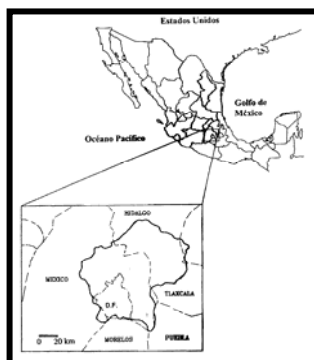 Estados Unidos
Golfo de
México
Océano Pacífico
HIDALGO
MEXICO
TLAXCALA
D.F.
0 20 km
MORELOS
PUEBLA